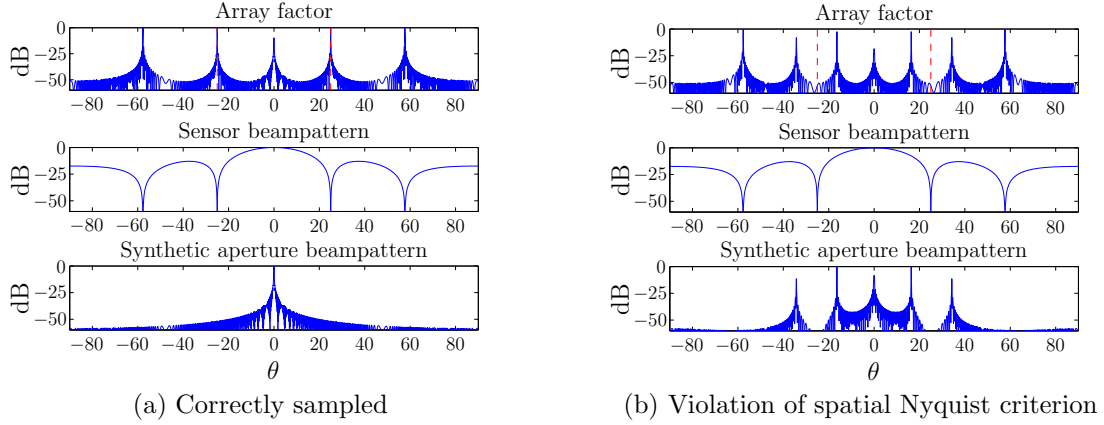 Array factor
0
−25
−50
dB
−80 −60 −40 −20 0 20 40 60 80
Sensor beampattern
0
−25
−50
dB
−80 −60 −40 −20 0 20 40 60 80
Synthetic aperture beampattern
0
−25
−50
dB
−80 −60 −40 −20 0 20 40 60 80
θ
(a) Correctly sampled
Array factor
0
−25
−50
dB
−80 −60 −40 −20 0 20 40 60 80
Sensor beampattern
0
−25
−50
dB
−80 −60 −40 −20 0 20 40 60 80
Synthetic aperture beampattern
0
−25
−50
dB
−80 −60 −40 −20 0 20 40 60 80
θ
(b) Violation of spatial Nyquist criterion